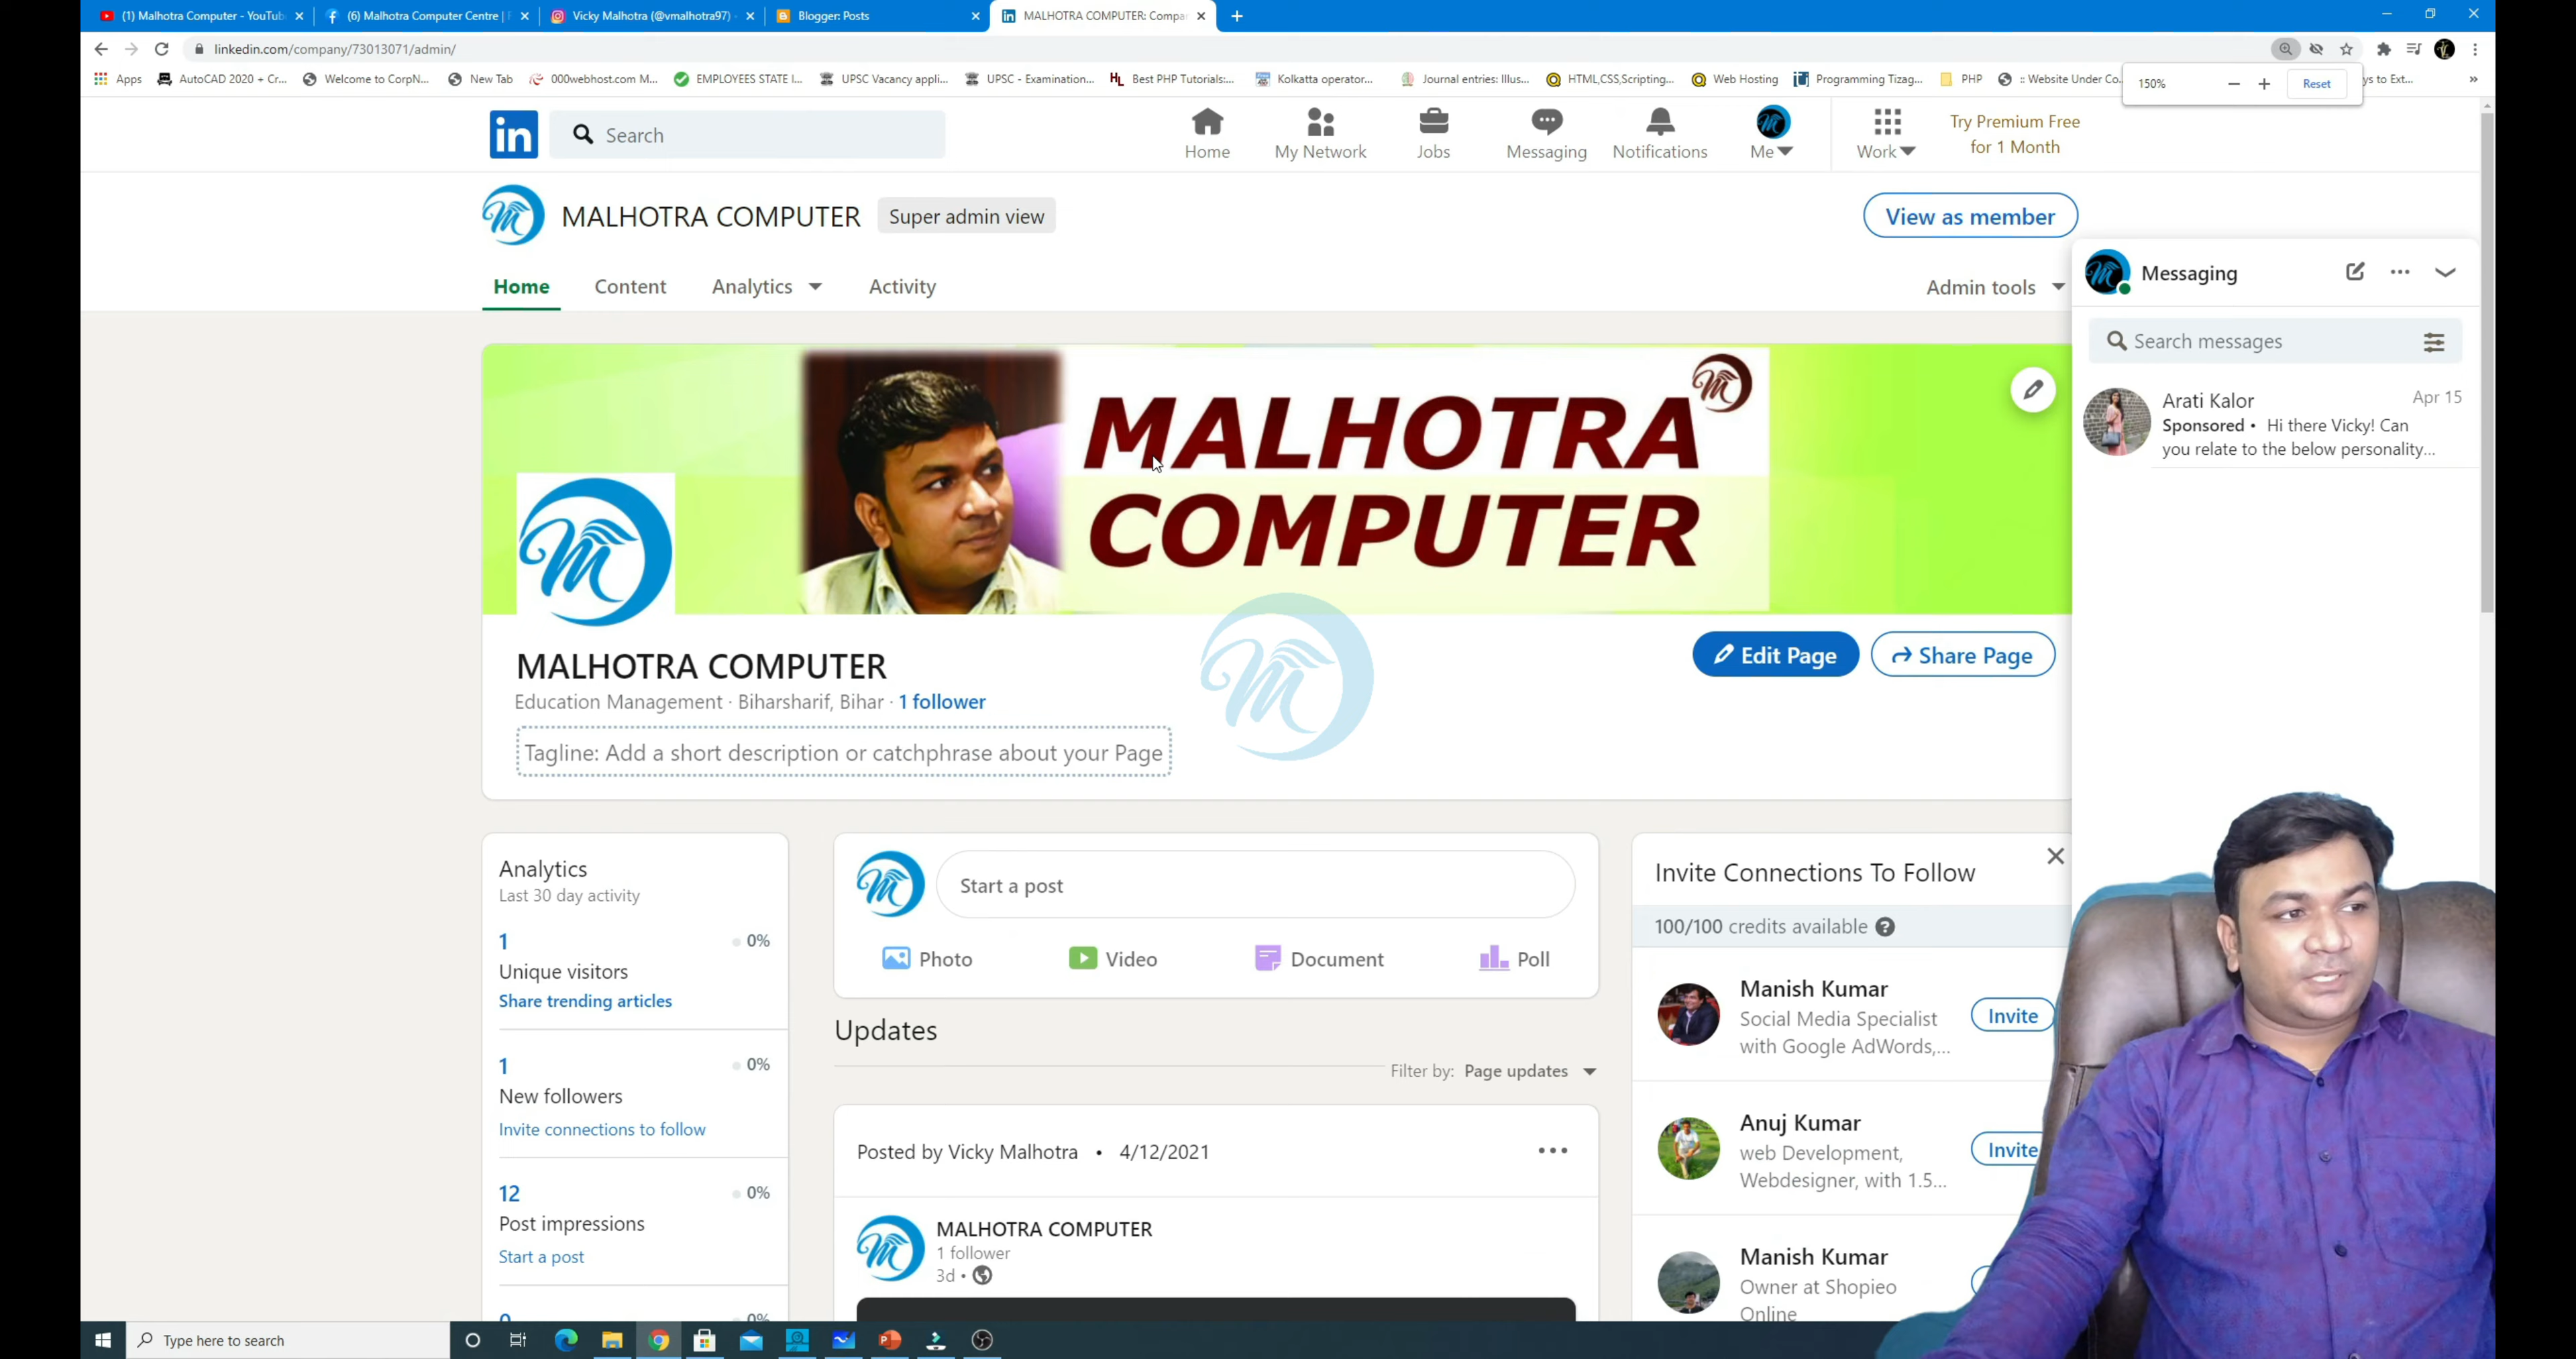 (1) Malhotra Computer - YouTub
(6) Malhotra Computer Centre | F
Vicky Malhotra (@vmalhotra97)
Blogger: Posts
MALHOTRA COMPUTER: Compa
linkedin.com/company/73013071/admin/
Apps
AutoCAD 2020 + Cr...
Welcome to CorpN...
New Tab
000webhost.com M...
EMPLOYEES STATE I...
UPSC Vacancy appli...
UPSC - Examination...
HL
Best PHP Tutorials:...
Kolkatta operator...
Journal entries: Illus...
HTML,CSS,Scripting...
Web Hosting
Programming Tizag...
PHP
:: Website Under Co...
ys to Ext...
»
150%
Reset
in
Search
Home
My Network
Jobs
Messaging
Notifications
Me
Work
Try Premium Free
for 1 Month
MALHOTRA COMPUTER
Super admin view
View as member
Home
Content
Analytics
Activity
Admin tools
Messaging
Search messages
Arati Kalor
Apr 15
Sponsored • Hi there Vicky! Can
you relate to the below personality...
MALHOTRA
COMPUTER
MALHOTRA COMPUTER
Education Management · Biharsharif, Bihar · 1 follower
Tagline: Add a short description or catchphrase about your Page
Edit Page
Share Page
Analytics
Last 30 day activity
1
0%
Unique visitors
Share trending articles
1
0%
New followers
Invite connections to follow
12
0%
Post impressions
Start a post
Start a post
Photo
Video
Document
Poll
Updates
Filter by: Page updates
Posted by Vicky Malhotra • 4/12/2021
MALHOTRA COMPUTER
1 follower
3d •
Invite Connections To Follow
100/100 credits available
Manish Kumar
Social Media Specialist
with Google AdWords,...
Invite
Anuj Kumar
web Development,
Webdesigner, with 1.5...
Invite
Manish Kumar
Owner at Shopieo
Online
Type here to search